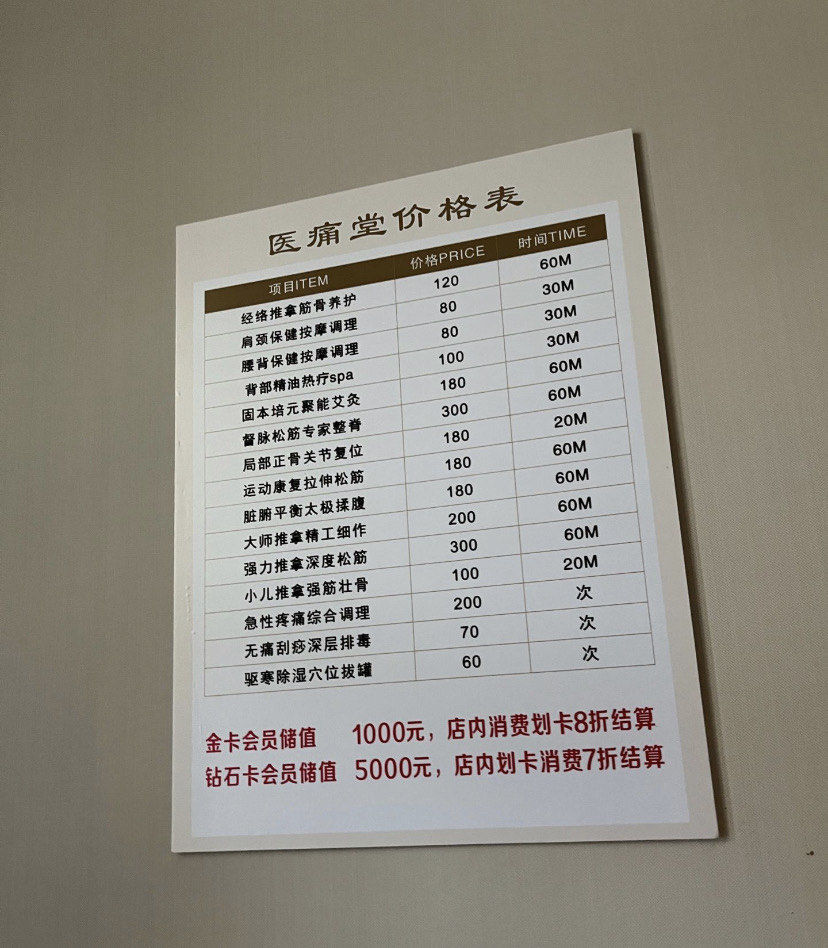 医痛堂价格表
项目ITEM 价格PRICE 时间TIME
经络推拿筋骨养护 120 60M
肩颈保健按摩调理 80 30M
腰背保健按摩调理 80 30M
背部精油热疗spa 100 30M
固本培元聚能艾灸 180 60M
督脉松筋专家整脊 300 60M
局部正骨关节复位 180 20M
运动康复拉伸松筋 180 60M
脏腑平衡太极揉腹 180 60M
大师推拿精工细作 200 60M
强力推拿深度松筋 300 60M
小儿推拿强筋壮骨 100 20M
急性疼痛综合调理 200 次
无痛刮痧深层排毒 70 次
驱寒除湿穴位拔罐 60 次
金卡会员储值 1000元，店内消费划卡8折结算
钻石卡会员储值 5000元，店内划卡消费7折结算